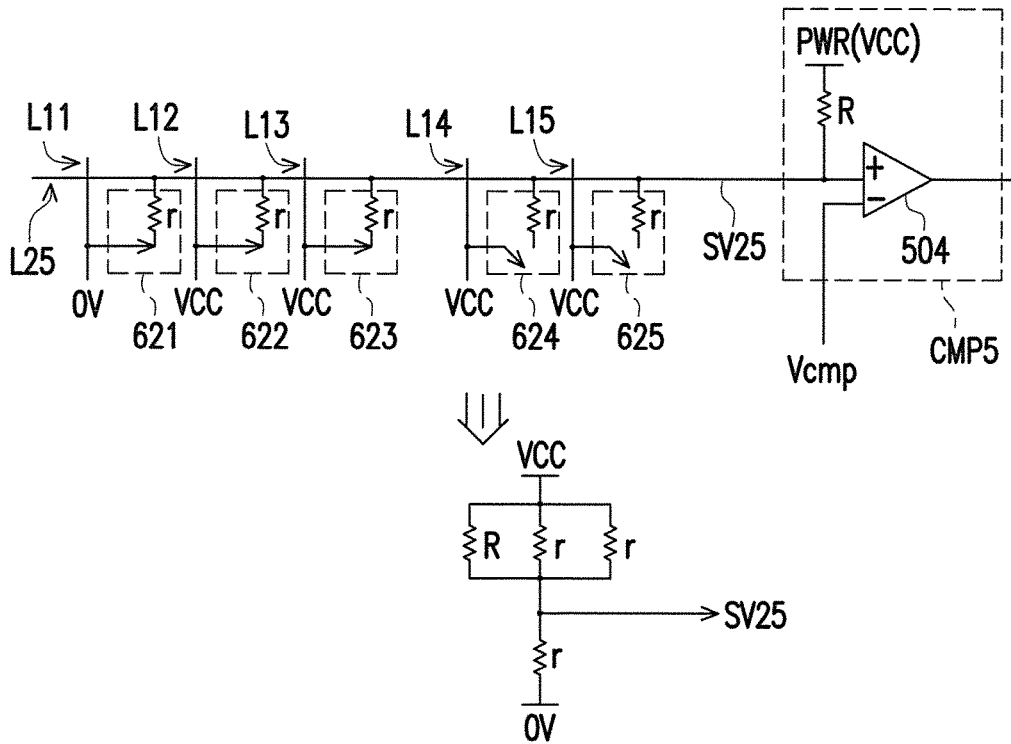 PWR(VCC)
R
L11
L12
L13
L14
L15
+
−
r
r
r
r
r
L25
SV25
504
0V
VCC
VCC
VCC
VCC
621
622
623
624
625
Vcmp
CMP5
VCC
R
r
r
SV25
r
0V